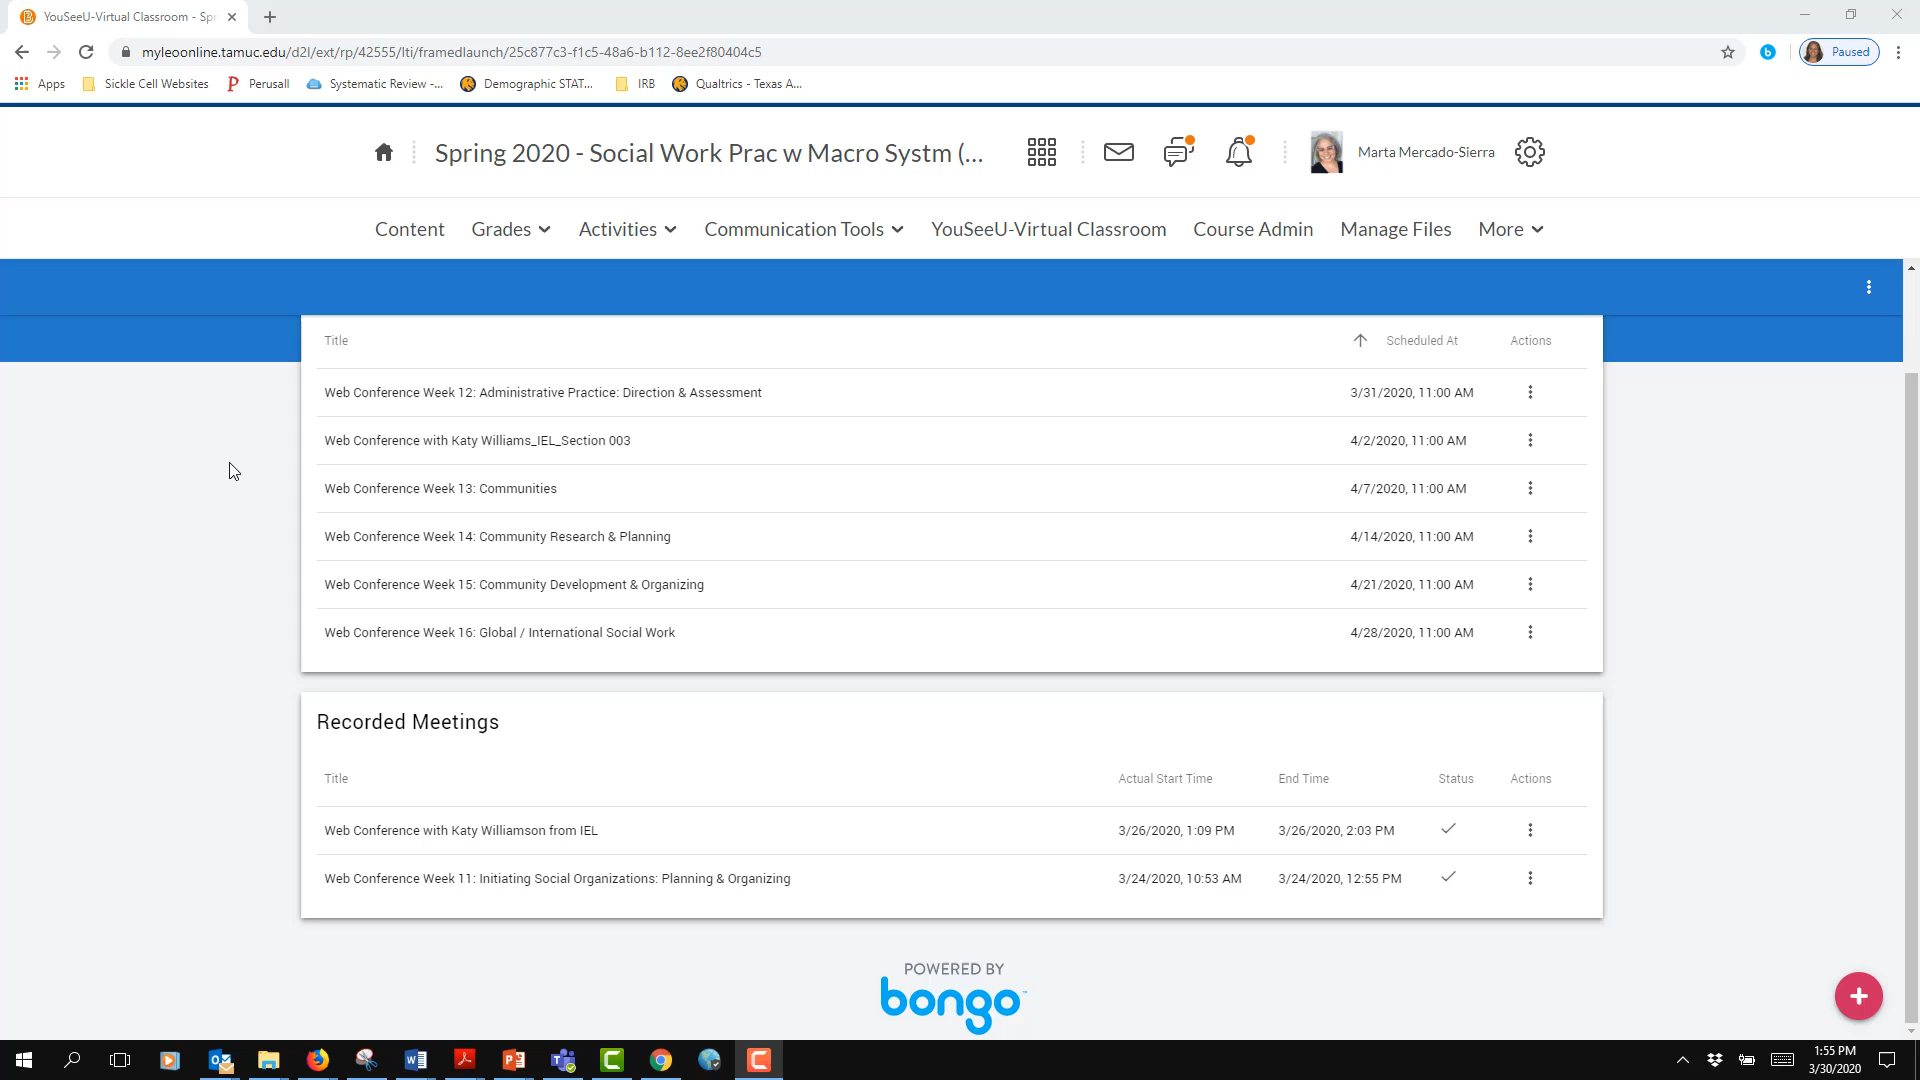 YouSeeU-Virtual Classroom - Spr
myleoonline.tamuc.edu/d2l/ext/rp/42555/lti/framedlaunch/25c877c3-f1c5-48a6-b112-8ee2f80404c5
Paused
Apps
Sickle Cell Websites
Perusall
Systematic Review -...
Demographic STAT...
IRB
Qualtrics - Texas A...
Spring 2020 - Social Work Prac w Macro Systm (...
Marta Mercado-Sierra
Content
Grades
Activities
Communication Tools
YouSeeU-Virtual Classroom
Course Admin
Manage Files
More
Title Scheduled At Actions
Web Conference Week 12: Administrative Practice: Direction & Assessment 3/31/2020, 11:00 AM
Web Conference with Katy Williams_IEL_Section 003 4/2/2020, 11:00 AM
Web Conference Week 13: Communities 4/7/2020, 11:00 AM
Web Conference Week 14: Community Research & Planning 4/14/2020, 11:00 AM
Web Conference Week 15: Community Development & Organizing 4/21/2020, 11:00 AM
Web Conference Week 16: Global / International Social Work 4/28/2020, 11:00 AM
Recorded Meetings
Title Actual Start Time End Time Status Actions
Web Conference with Katy Williamson from IEL 3/26/2020, 1:09 PM 3/26/2020, 2:03 PM
Web Conference Week 11: Initiating Social Organizations: Planning & Organizing 3/24/2020, 10:53 AM 3/24/2020, 12:55 PM
POWERED BY
bongo
1:55 PM
3/30/2020